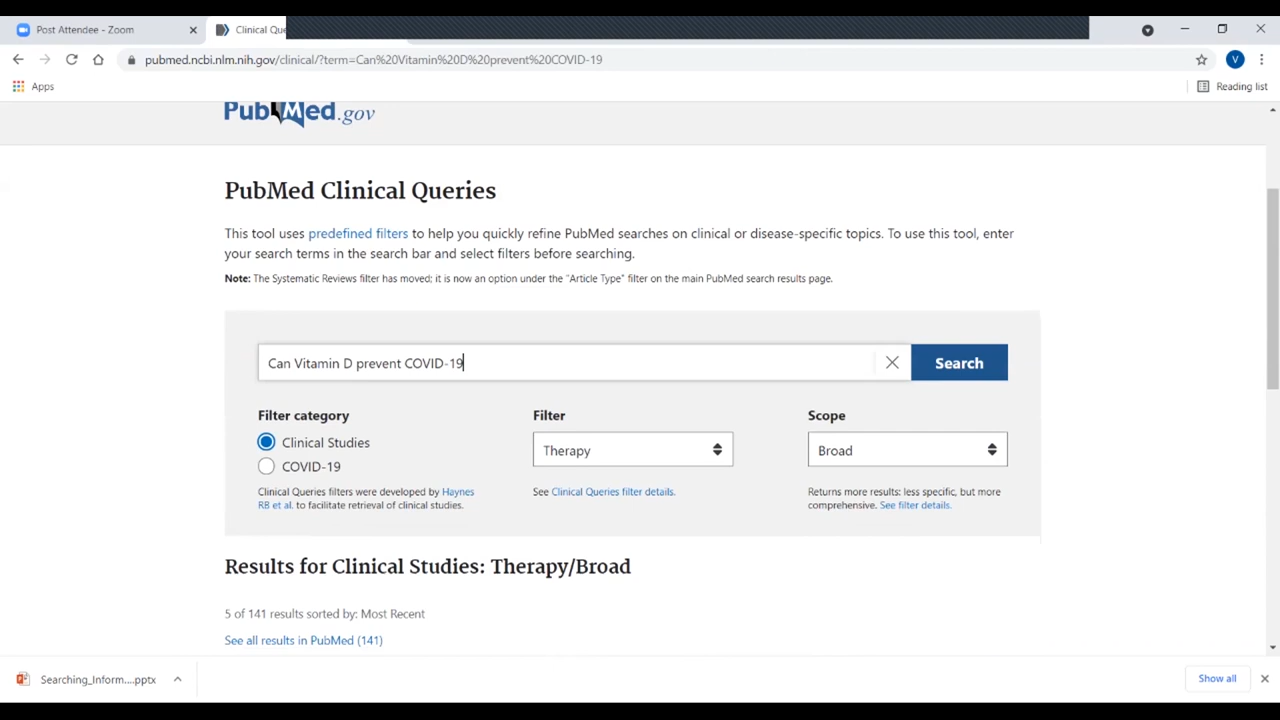 Post Attendee - Zoom
Clinical Que
pubmed.ncbi.nlm.nih.gov/clinical/?term=Can%20Vitamin%20D%20prevent%20COVID-19
V
Apps
Reading list
PubMed.gov
PubMed Clinical Queries
This tool uses predefined filters to help you quickly refine PubMed searches on clinical or disease-specific topics. To use this tool, enter
your search terms in the search bar and select filters before searching.
Note: The Systematic Reviews filter has moved; it is now an option under the "Article Type" filter on the main PubMed search results page.
Can Vitamin D prevent COVID-19
Search
Filter category
Filter
Scope
Clinical Studies
COVID-19
Therapy
Broad
Clinical Queries filters were developed by Haynes
RB et al. to facilitate retrieval of clinical studies.
See Clinical Queries filter details.
Returns more results: less specific, but more
comprehensive. See filter details.
Results for Clinical Studies: Therapy/Broad
5 of 141 results sorted by: Most Recent
See all results in PubMed (141)
Searching_Inform....pptx
Show all